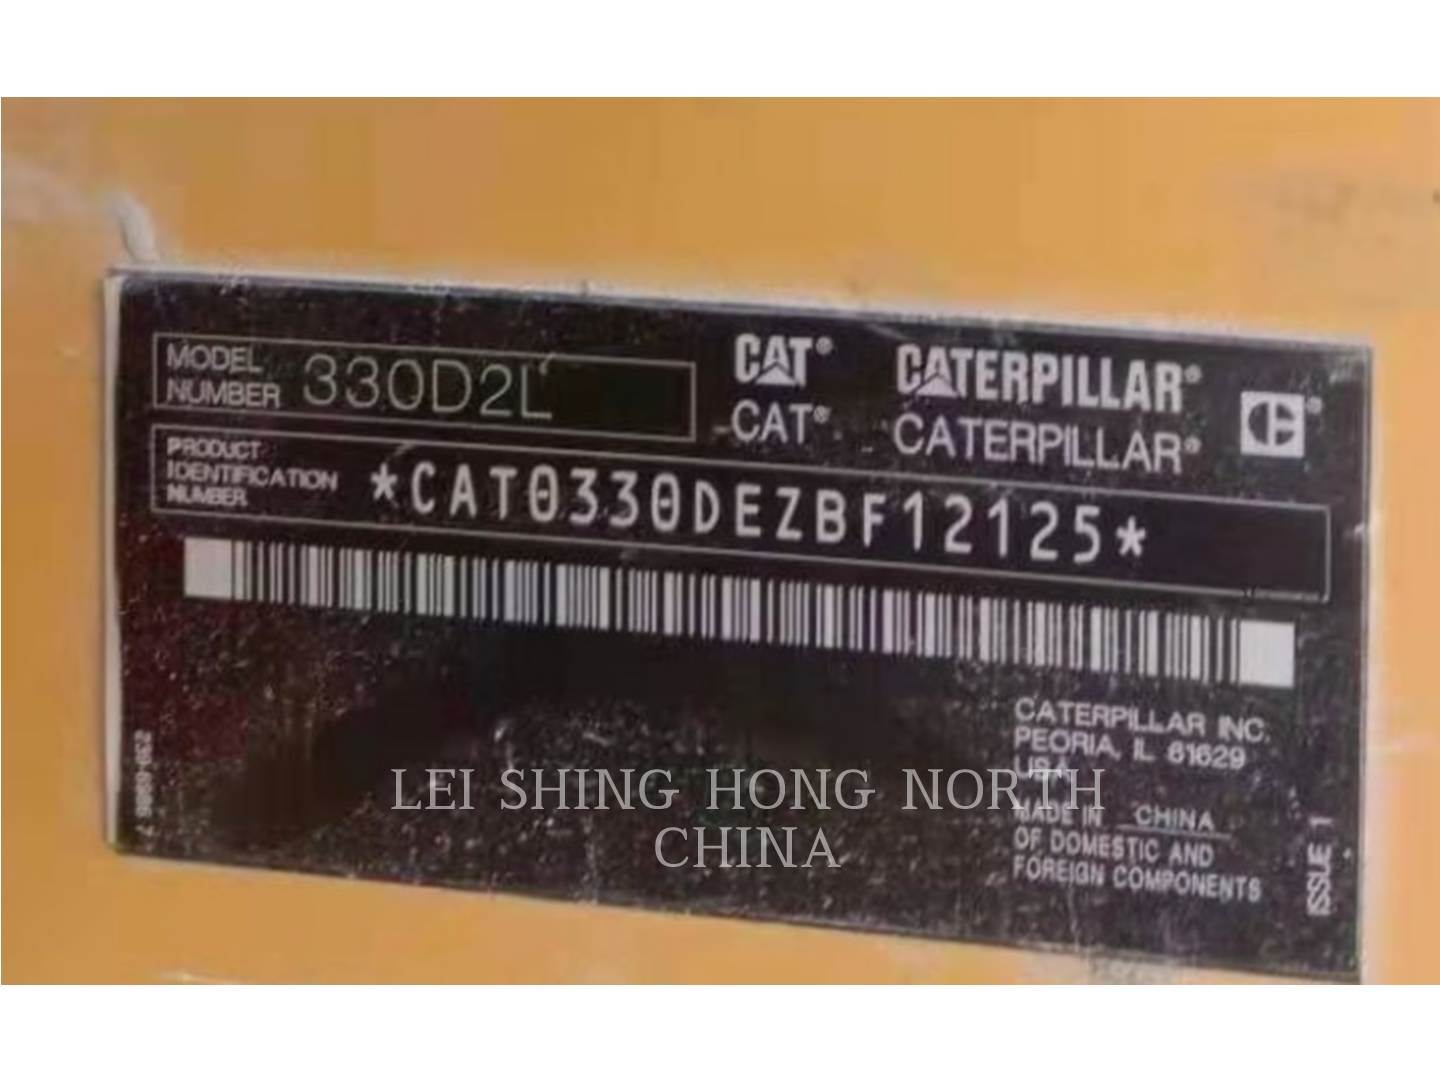 MODEL
NUMBER 330D2L
CAT® CATERPILLAR®
CAT® CATERPILLAR®
PRODUCT
IDENTIFICATION
NUMBER
*CAT0330DEZBF12125*
CATERPILLAR INC.
PEORIA, IL 61629
USA
MADE IN CHINA
OF DOMESTIC AND
FOREIGN COMPONENTS
ISSUE 1
LEI SHING HONG NORTH
CHINA